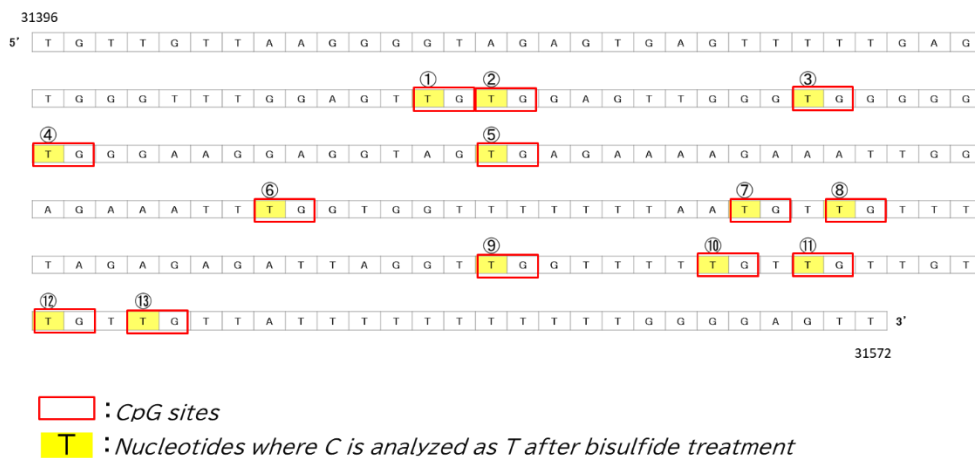 31396
5' T G T T G T T A A G G G G T A G A G T G A G T T T T T G A G
① ② ③
T G G G T T T G G A G T T G T G G A G T T G G G T G G G G G
④ ⑤
T G G G A A G G A G G T A G T G A G A A A A G A A A T T G G
⑥ ⑦ ⑧
A G A A A T T T G G T G G T T T T T T T A A T G T T G T T T
⑨ ⑩ ⑪
T A G A G A G A T T A G G T T G G T T T T T G T T G T T G T
⑫ ⑬
T G T T G T T A T T T T T T T T T T T G G G G A G T T 3'
31572
: CpG sites
T : Nucleotides where C is analyzed as T after bisulfide treatment